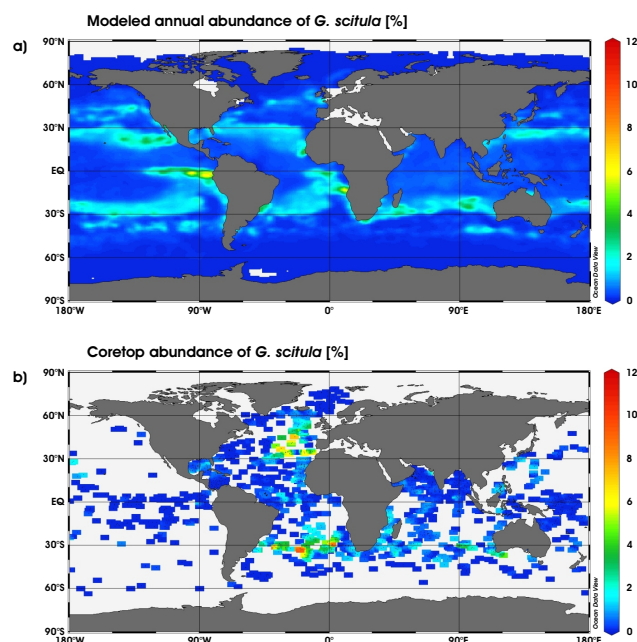 Modeled annual abundance of G. scitula [%]
a)
90°N
60°N
30°N
EQ
30°S
60°S
90°S
180°W
90°W
0°
90°E
180°E
12
10
8
6
4
2
0
Ocean Data View
Coretop abundance of G. scitula [%]
b)
90°N
60°N
30°N
EQ
30°S
60°S
90°S
180°W
90°W
0°
90°E
180°E
12
10
8
6
4
2
0
Ocean Data View